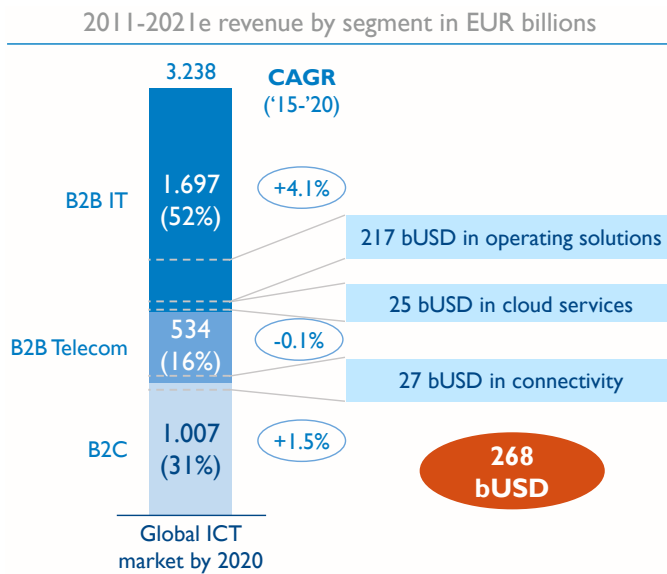 2011-2021e revenue by segment in EUR billions
3.238
CAGR
('15-'20)
B2B IT
1.697
(52%)
+4.1%
217 bUSD in operating solutions
25 bUSD in cloud services
B2B Telecom
534
(16%)
-0.1%
27 bUSD in connectivity
B2C
1.007
(31%)
+1.5%
268
bUSD
Global ICT
market by 2020